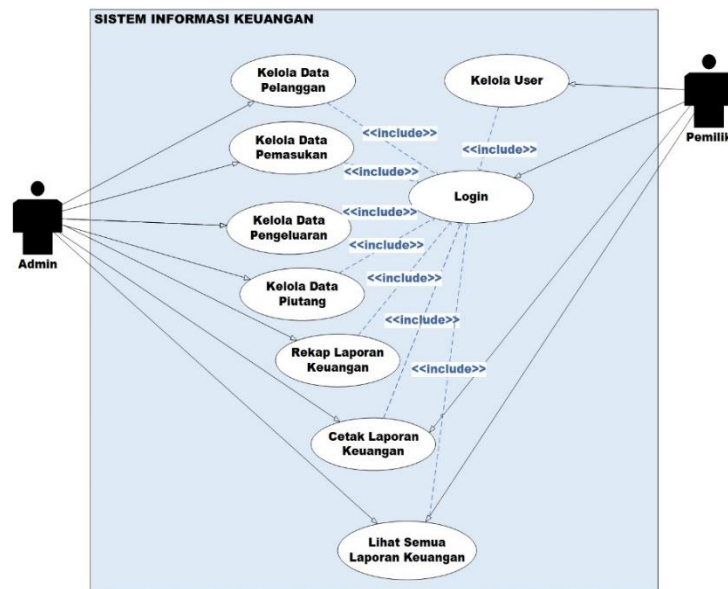 SISTEM INFORMASI KEUANGAN
Kelola Data
Pelanggan
Kelola User
Kelola Data
Pemasukan
<<include>>
<<include>>
Pemilik
<<include>>
Login
Admin
Kelola Data
Pengeluaran
<<include>>
<<include>>
Kelola Data
Piutang
<<include>>
<<include>>
Rekap Laporan
Keuangan
<<include>>
Cetak Laporan
Keuangan
Lihat Semua
Laporan Keuangan